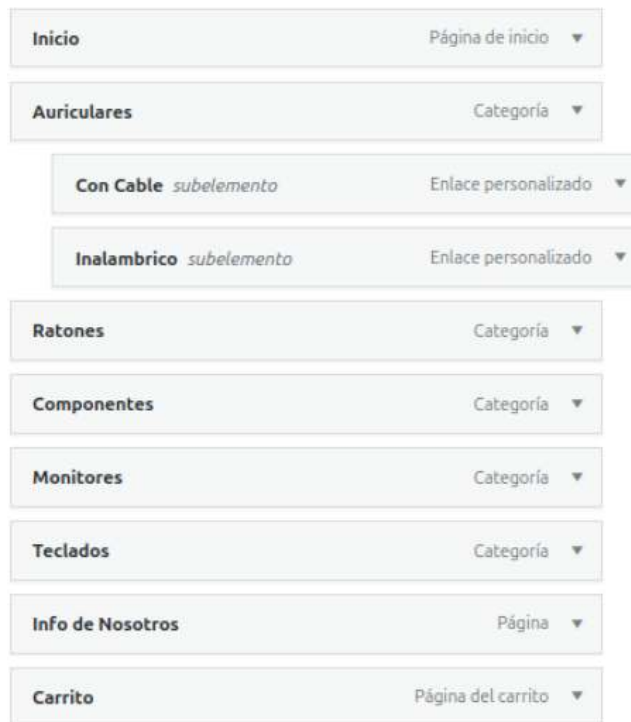 Inicio Página de inicio
Auriculares Categoría
Con Cable subelemento Enlace personalizado
Inalambrico subelemento Enlace personalizado
Ratones Categoría
Componentes Categoría
Monitores Categoría
Teclados Categoría
Info de Nosotros Página
Carrito Página del carrito